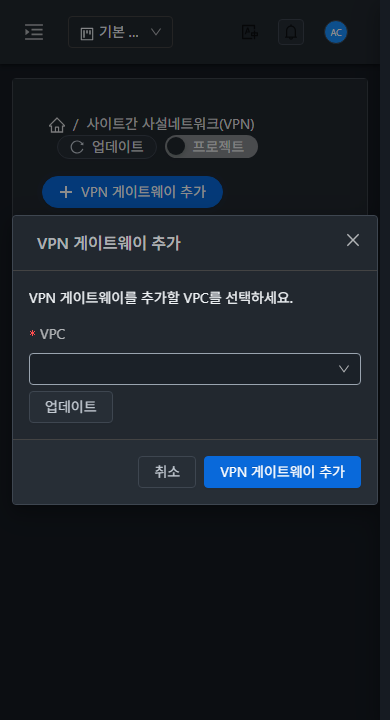 기본 ...
AC
/ 사이트간 사설네트워크(VPN)
업데이트
프로젝트
VPN 게이트웨이 추가
VPN 게이트웨이 추가
VPN 게이트웨이를 추가할 VPC를 선택하세요.
* VPC
업데이트
취소
VPN 게이트웨이 추가